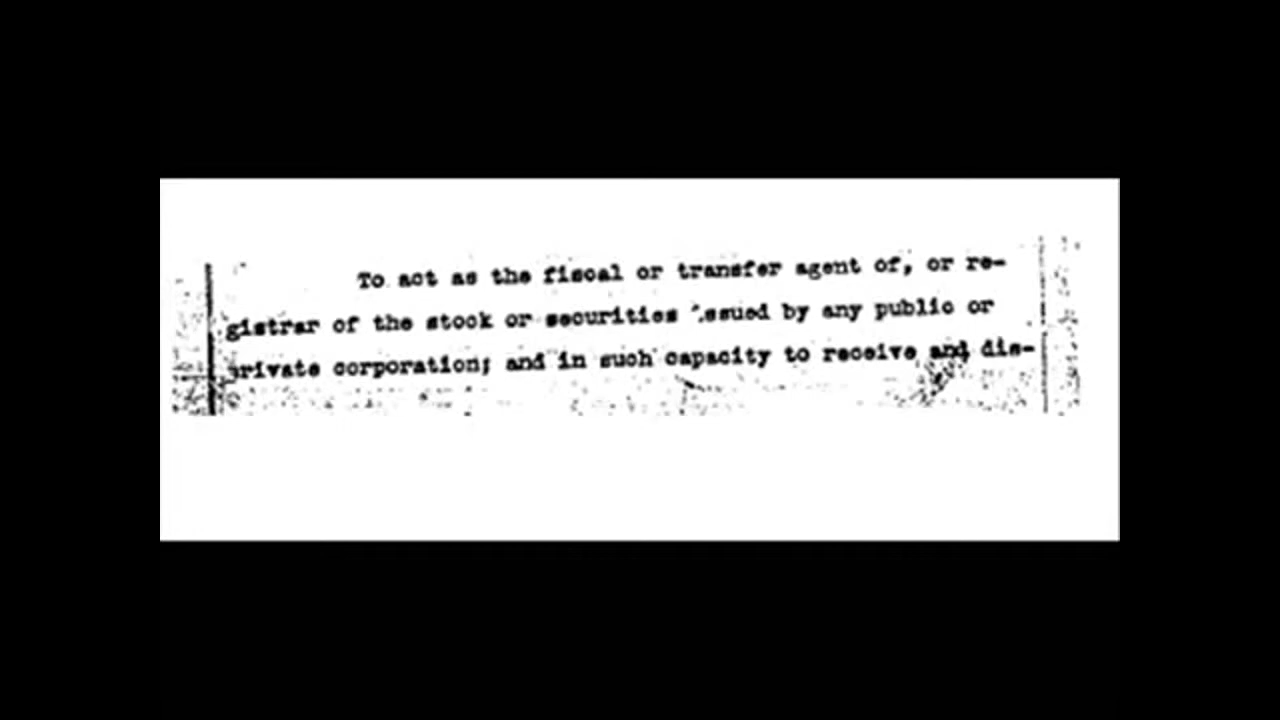 To act as the fiscal or transfer agent of, or re-
gistrar of the stock or securities issued by any public or
private corporation; and in such capacity to receive and dis-